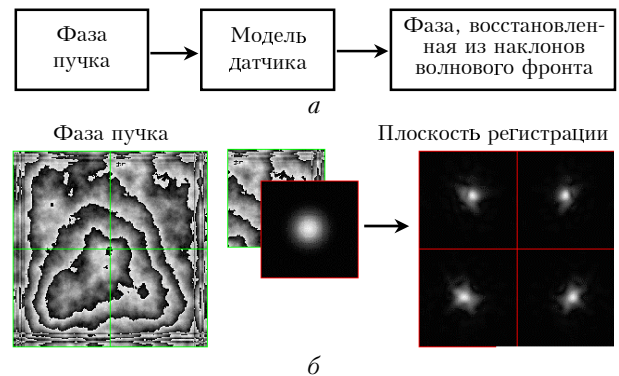 Фаза
пучка
Модель
датчика
Фаза, восстановлен-
ная из наклонов
волнового фронта
а
Фаза пучка
Плоскость регистрации
б